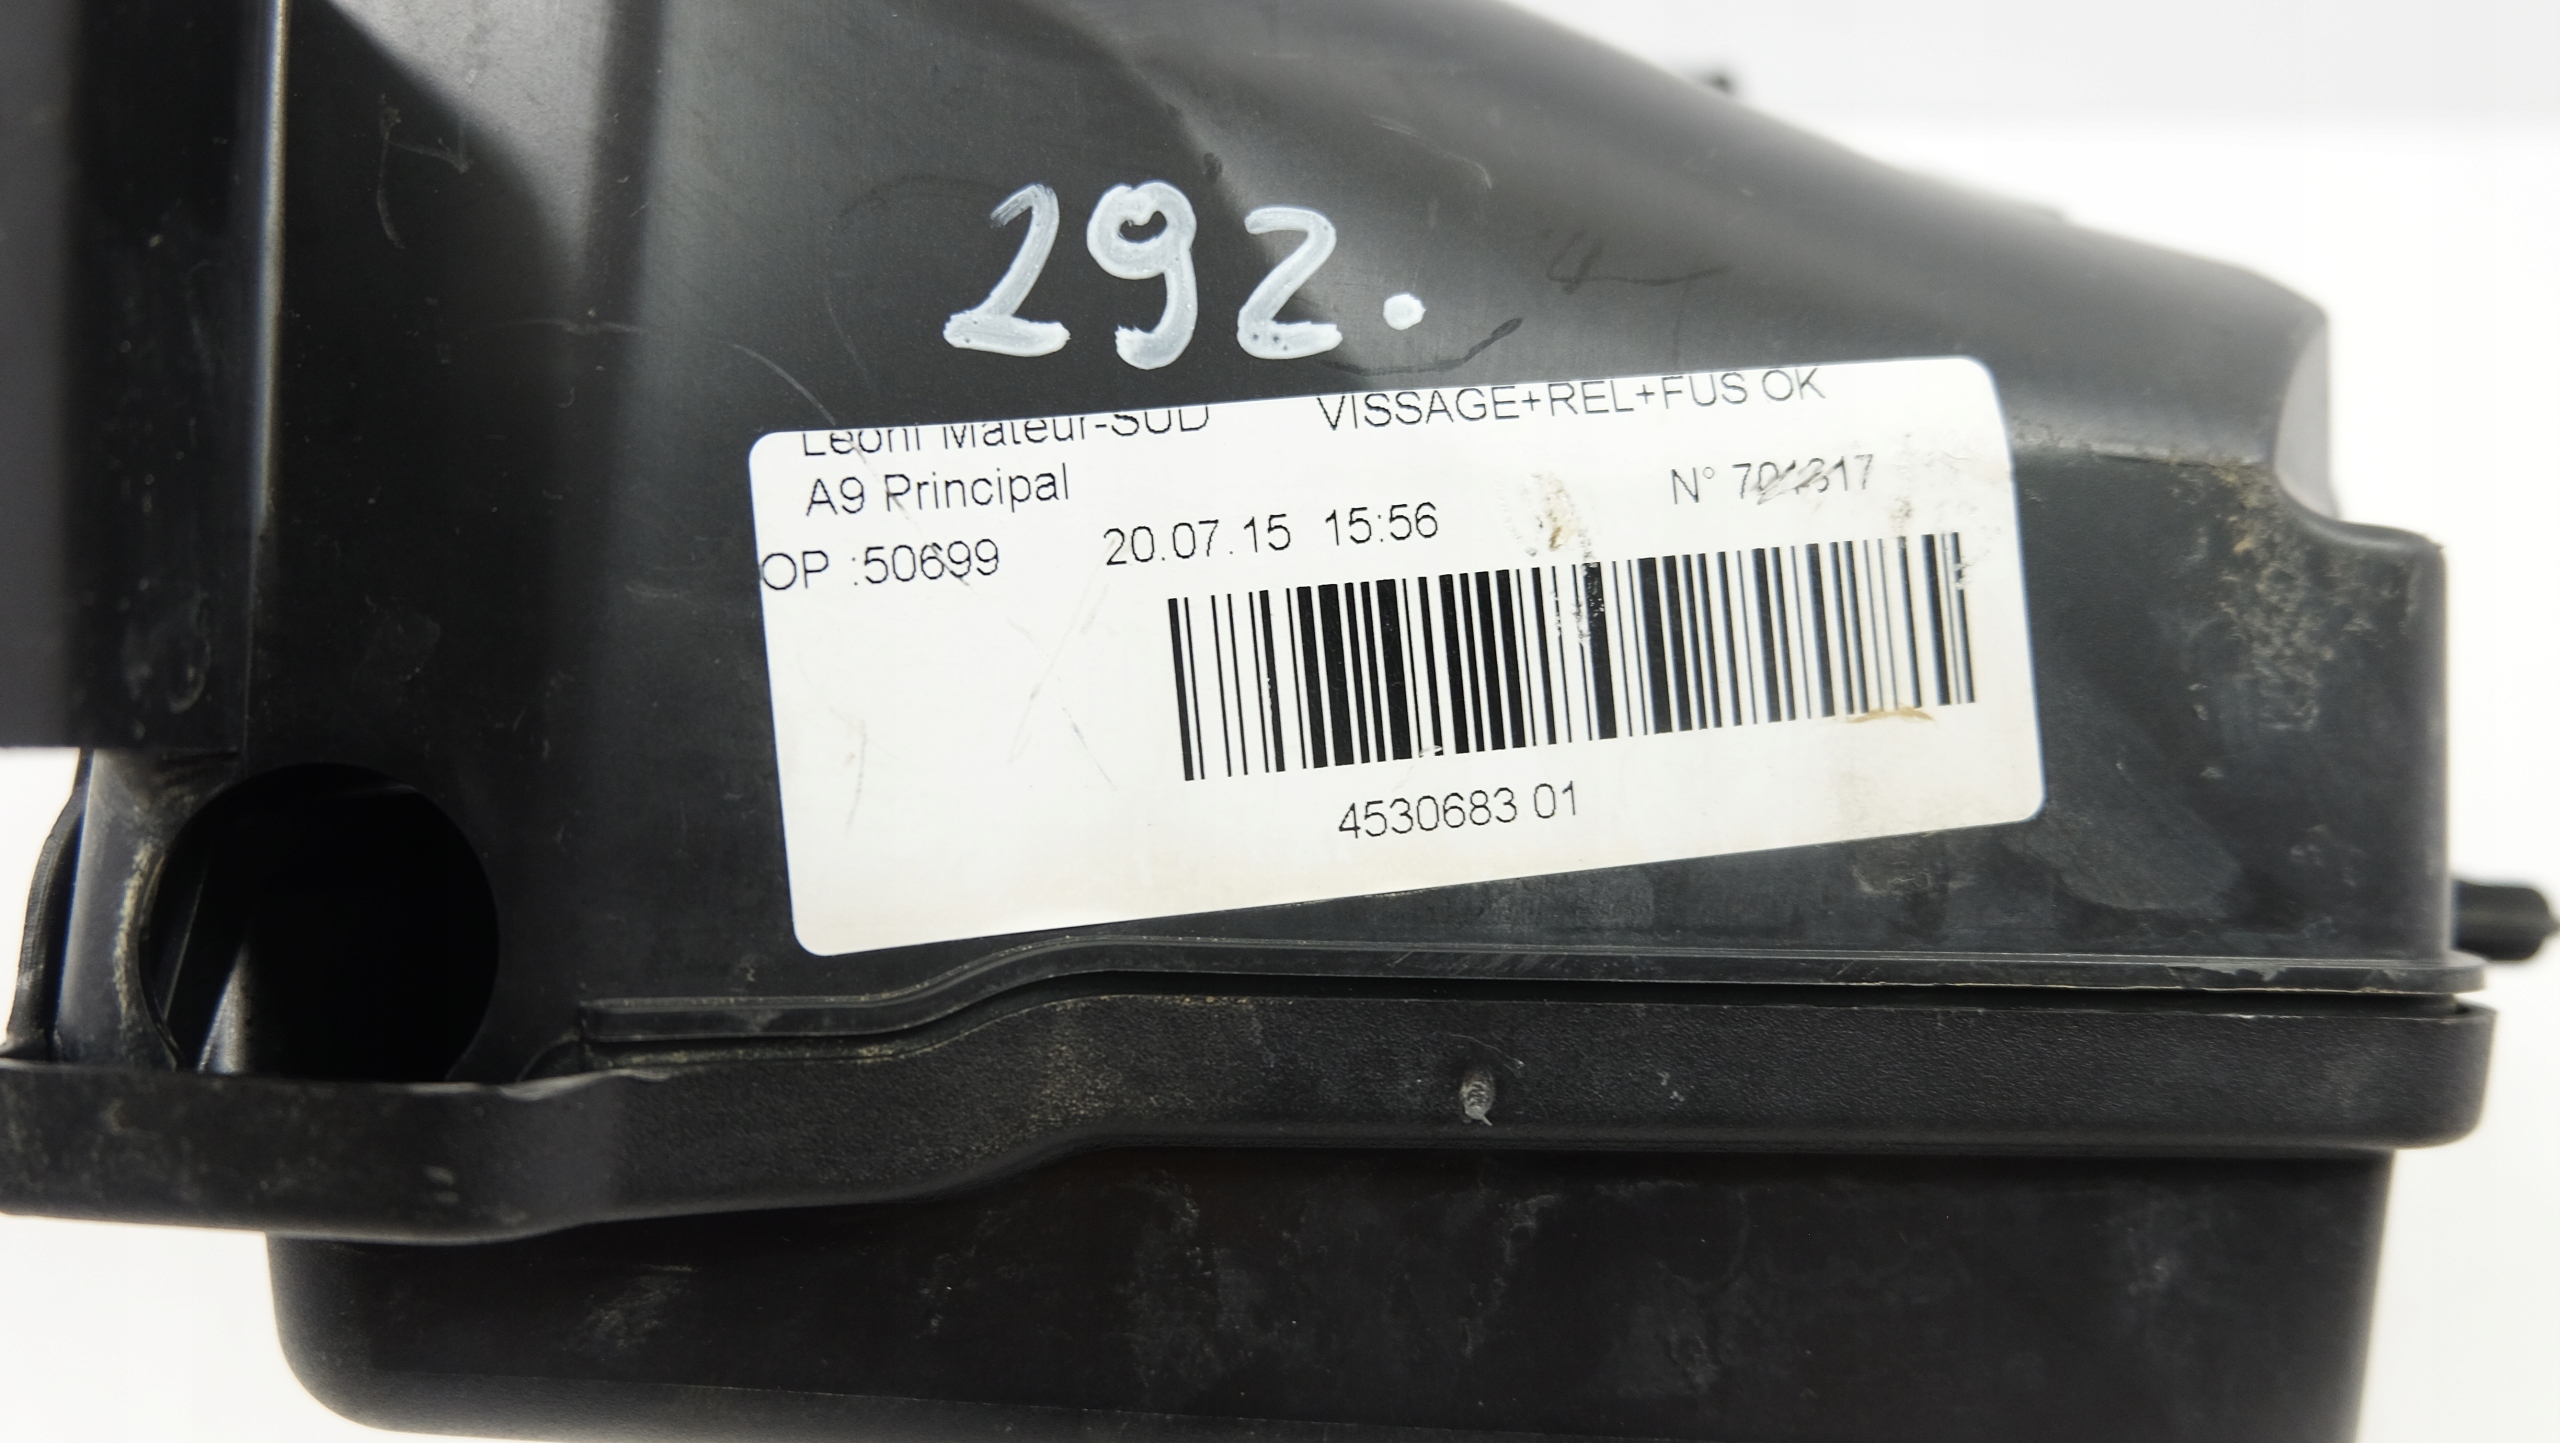 292.
Leoni Mateur-SUD VISSAGE+REL+FUS OK
A9 Principal N° 701317
OP :50699 20.07.15 15:56
4530683 01